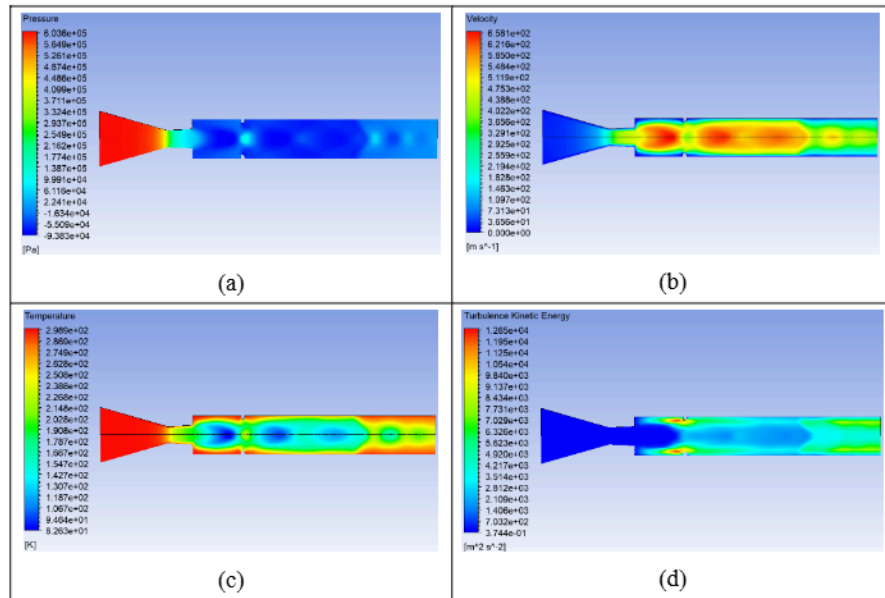 Pressure
6.036e+05
5.649e+05
5.261e+05
4.874e+05
4.486e+05
4.099e+05
3.711e+05
3.324e+05
2.937e+05
2.549e+05
2.162e+05
1.774e+05
1.387e+05
9.991e+04
6.116e+04
2.241e+04
-1.634e+04
-5.509e+04
-9.383e+04
[Pa]
(a)
Velocity
6.581e+02
6.216e+02
5.850e+02
5.484e+02
5.119e+02
4.753e+02
4.388e+02
4.022e+02
3.656e+02
3.291e+02
2.925e+02
2.559e+02
2.194e+02
1.828e+02
1.463e+02
1.097e+02
7.313e+01
3.656e+01
0.000e+00
[m s^-1]
(b)
Temperature
2.989e+02
2.869e+02
2.749e+02
2.628e+02
2.508e+02
2.388e+02
2.268e+02
2.148e+02
2.028e+02
1.908e+02
1.787e+02
1.667e+02
1.547e+02
1.427e+02
1.307e+02
1.187e+02
1.067e+02
9.464e+01
8.263e+01
[K]
(c)
Turbulence Kinetic Energy
1.265e+04
1.195e+04
1.125e+04
1.054e+04
9.840e+03
9.137e+03
8.434e+03
7.731e+03
7.029e+03
6.326e+03
5.623e+03
4.920e+03
4.217e+03
3.514e+03
2.812e+03
2.109e+03
1.406e+03
7.032e+02
3.744e-01
[m^2 s^-2]
(d)